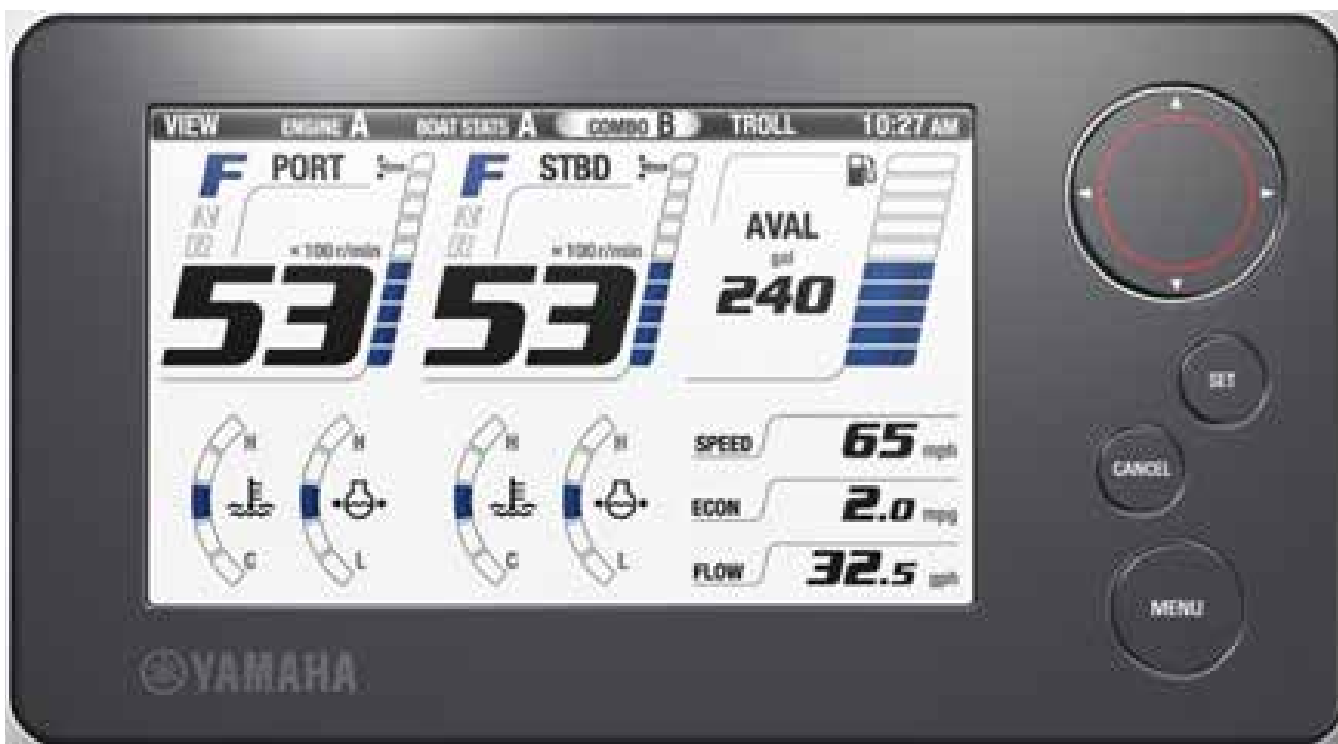 VIEW ENGINE A BOAT STATS A COMBO B TROLL 10:27 AM
F PORT F STBD
N N
R R
× 100 r/min × 100 r/min
53 53
AVAL
gal
240
H H H H
C L C L
SPEED 65 mph
ECON 2.0 mpg
FLOW 32.5 gph
SET
CANCEL
MENU
YAMAHA